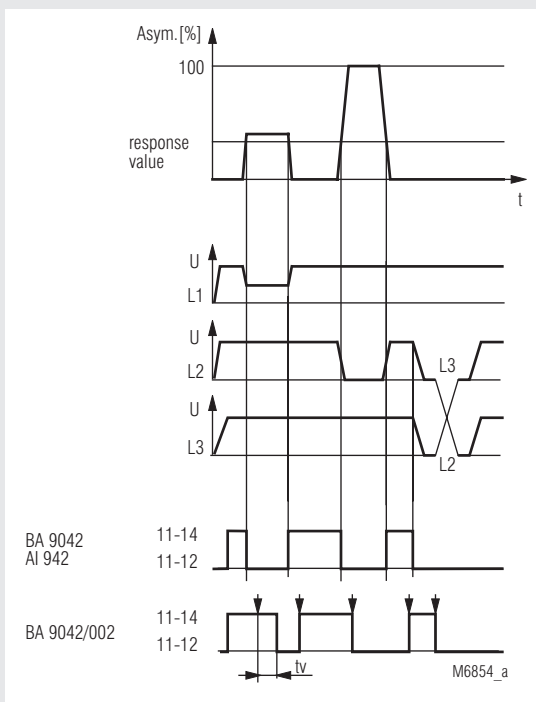 Asym.[%]
100
response
value
t
U
L1
U
L2
L3
U
L3
L2
BA 9042
AI 942
11-14
11-12
BA 9042/002
11-14
11-12
tv
M6854_a